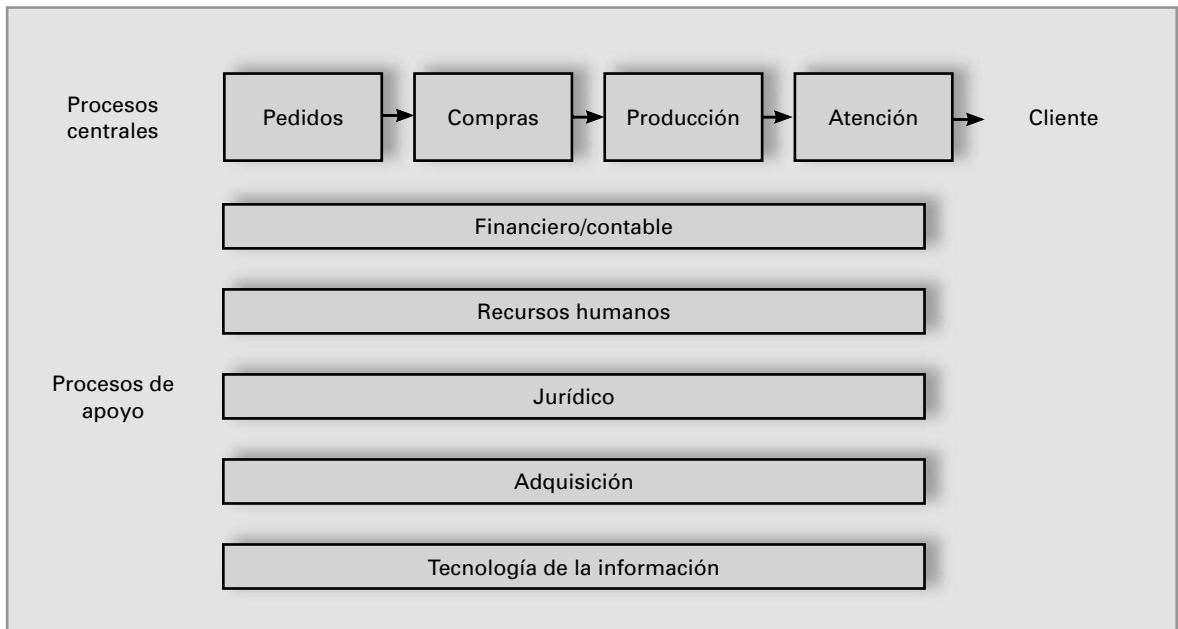 Procesos
centrales
Pedidos
Compras
Producción
Atención
Cliente
Financiero/contable
Recursos humanos
Procesos de
apoyo
Jurídico
Adquisición
Tecnología de la información